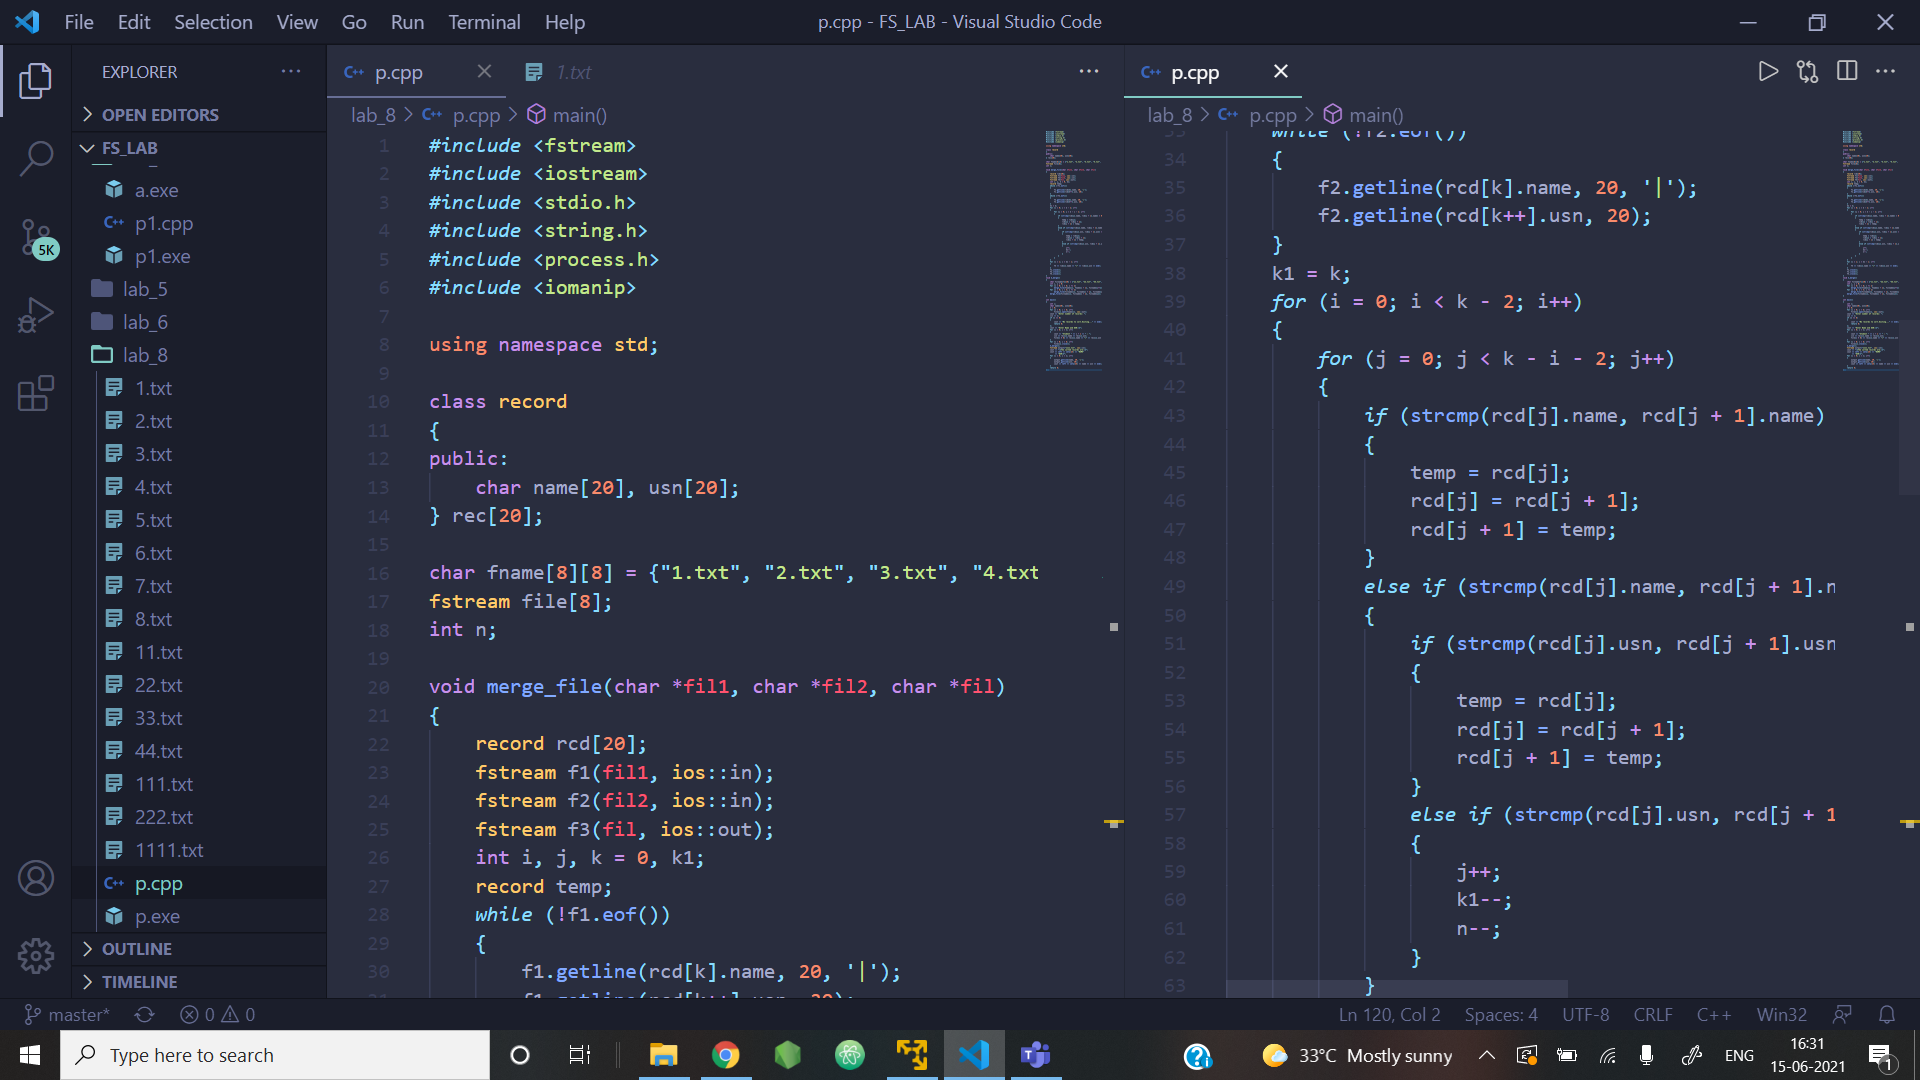 File Edit Selection View Go Run Terminal Help
p.cpp - FS_LAB - Visual Studio Code
EXPLORER
OPEN EDITORS
FS_LAB
a.exe
p1.cpp
p1.exe
lab_5
lab_6
lab_8
1.txt
2.txt
3.txt
4.txt
5.txt
6.txt
7.txt
8.txt
11.txt
22.txt
33.txt
44.txt
111.txt
222.txt
1111.txt
p.cpp
p.exe
OUTLINE
TIMELINE
5K
p.cpp 1.txt
lab_8 > p.cpp > main()
1 #include <fstream>
2 #include <iostream>
3 #include <stdio.h>
4 #include <string.h>
5 #include <process.h>
6 #include <iomanip>
7
8 using namespace std;
9
10 class record
11 {
12 public:
13 char name[20], usn[20];
14 } rec[20];
15
16 char fname[8][8] = {"1.txt", "2.txt", "3.txt", "4.txt
17 fstream file[8];
18 int n;
19
20 void merge_file(char *fil1, char *fil2, char *fil)
21 {
22 record rcd[20];
23 fstream f1(fil1, ios::in);
24 fstream f2(fil2, ios::in);
25 fstream f3(fil, ios::out);
26 int i, j, k = 0, k1;
27 record temp;
28 while (!f1.eof())
29 {
30 f1.getline(rcd[k].name, 20, '|');
31 f1.getline(rcd[k++].usn, 20);
p.cpp
lab_8 > p.cpp > main()
33 while (!f2.eof())
34 {
35 f2.getline(rcd[k].name, 20, '|');
36 f2.getline(rcd[k++].usn, 20);
37 }
38 k1 = k;
39 for (i = 0; i < k - 2; i++)
40 {
41 for (j = 0; j < k - i - 2; j++)
42 {
43 if (strcmp(rcd[j].name, rcd[j + 1].name)
44 {
45 temp = rcd[j];
46 rcd[j] = rcd[j + 1];
47 rcd[j + 1] = temp;
48 }
49 else if (strcmp(rcd[j].name, rcd[j + 1].n
50 {
51 if (strcmp(rcd[j].usn, rcd[j + 1].usn
52 {
53 temp = rcd[j];
54 rcd[j] = rcd[j + 1];
55 rcd[j + 1] = temp;
56 }
57 else if (strcmp(rcd[j].usn, rcd[j + 1
58 {
59 j++;
60 k1--;
61 n--;
62 }
63 }
master* 0 0
Ln 120, Col 2 Spaces: 4 UTF-8 CRLF C++ Win32
Type here to search
33°C Mostly sunny
ENG
16:31
15-06-2021
1